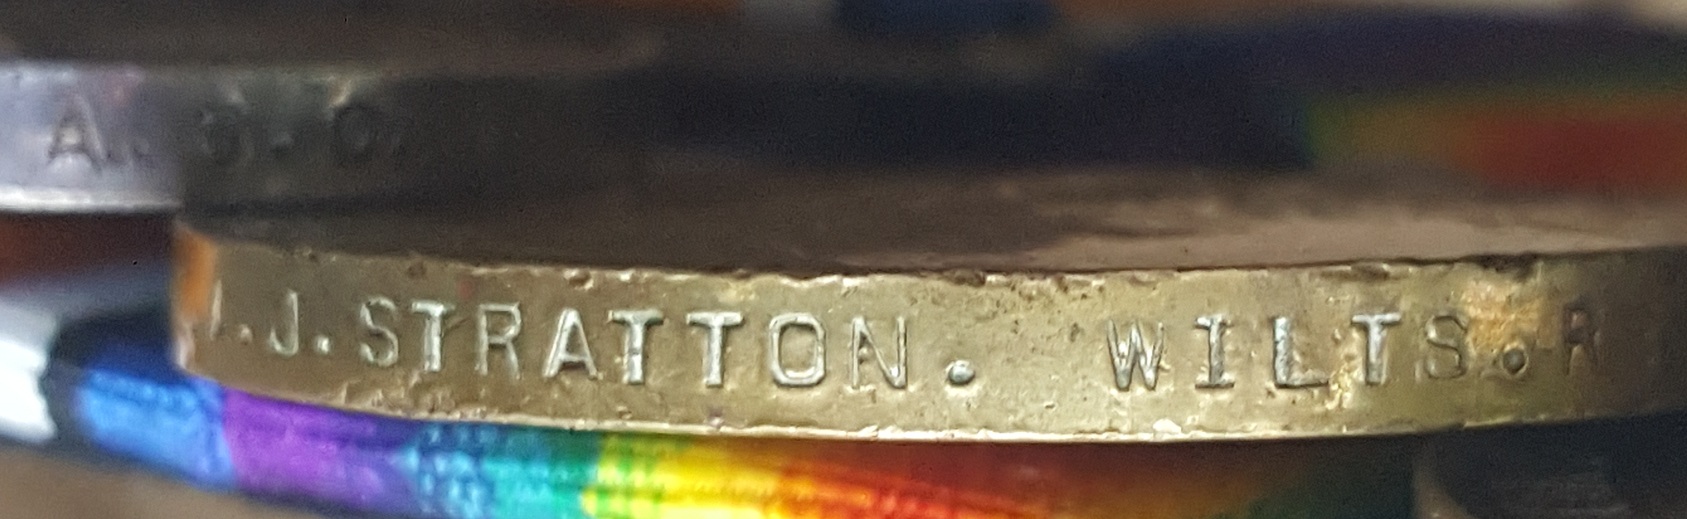 J. STRATTON. WILTS. R